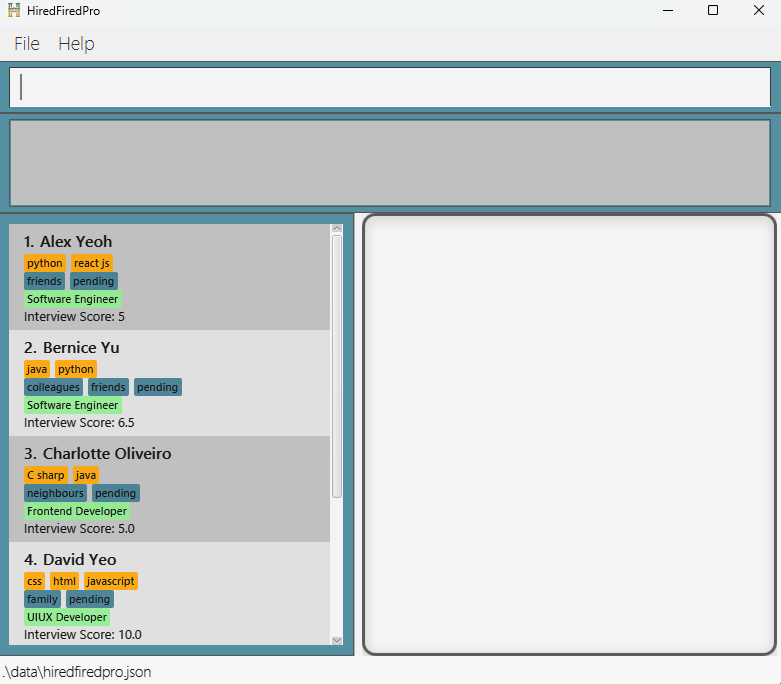 HiredFiredPro
File Help
1. Alex Yeoh
python react js
friends pending
Software Engineer
Interview Score: 5
2. Bernice Yu
java python
colleagues friends pending
Software Engineer
Interview Score: 6.5
3. Charlotte Oliveiro
C sharp java
neighbours pending
Frontend Developer
Interview Score: 5.0
4. David Yeo
css html javascript
family pending
UIUX Developer
Interview Score: 10.0
.\data\hiredfiredpro.json